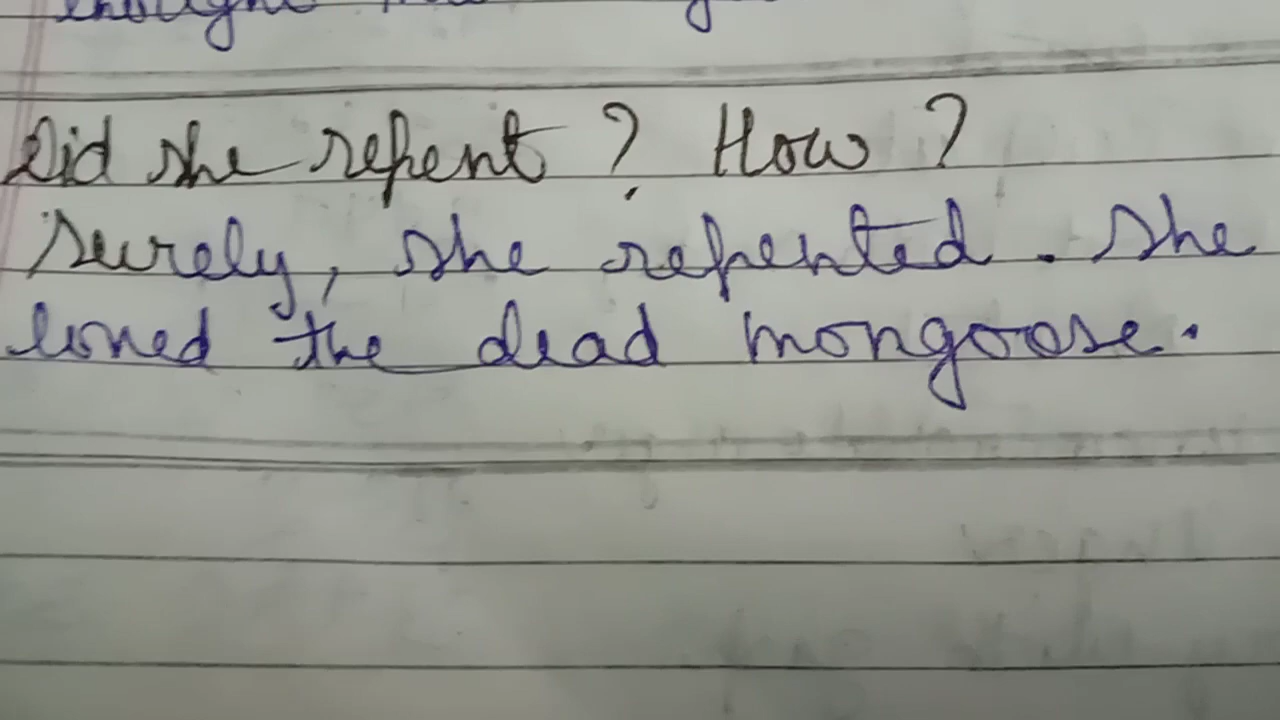 Did she repent ? How ?
Surely, she repented. She
loved the dead mongoose.